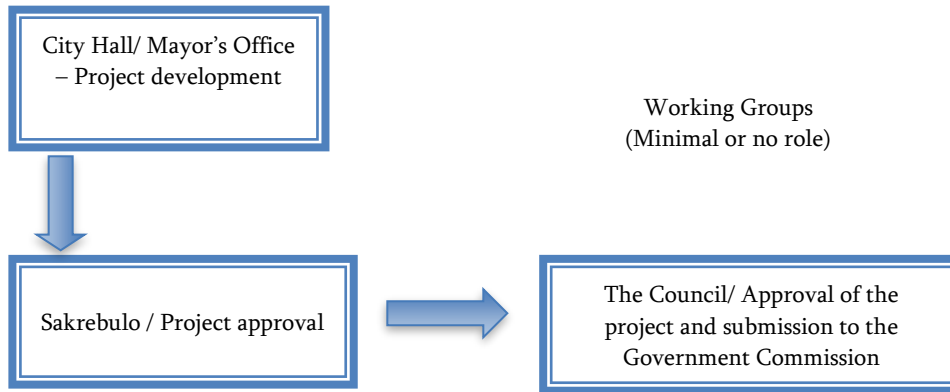 City Hall/ Mayor’s Office
– Project development
Working Groups
(Minimal or no role)
Sakrebulo / Project approval
The Council/ Approval of the
project and submission to the
Government Commission